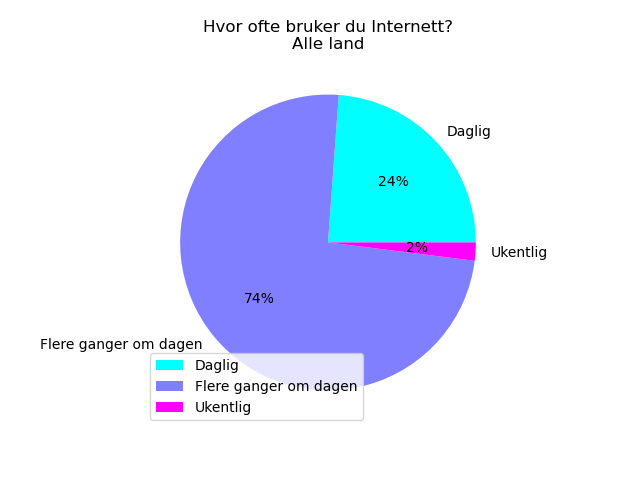 Hvor ofte bruker du Internett?
Alle land
Daglig
24%
2%
Ukentlig
74%
Flere ganger om dagen
Daglig
Flere ganger om dagen
Ukentlig